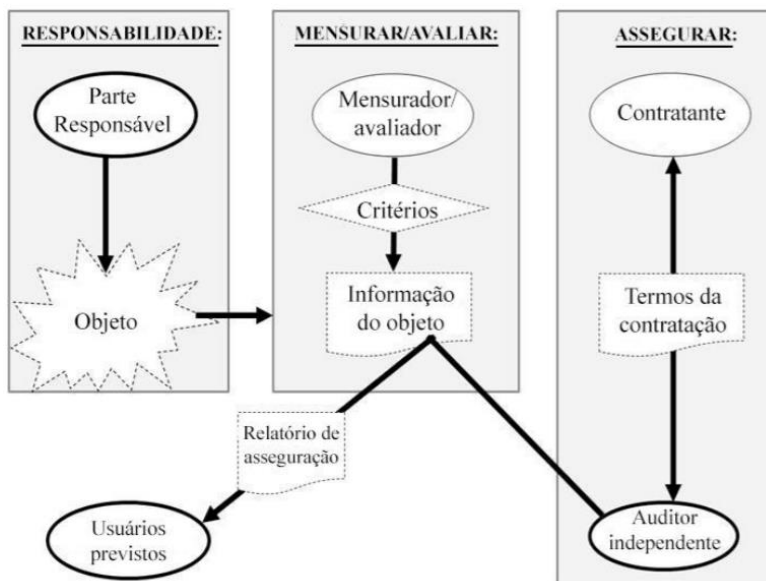 RESPONSABILIDADE:
Parte
Responsável
Objeto
MENSURAR/AVALIAR:
Mensurador/
avaliador
Critérios
Informação
do objeto
ASSEGURAR:
Contratante
Termos da
contratação
Auditor
independente
Relatório de
asseguração
Usuários
previstos